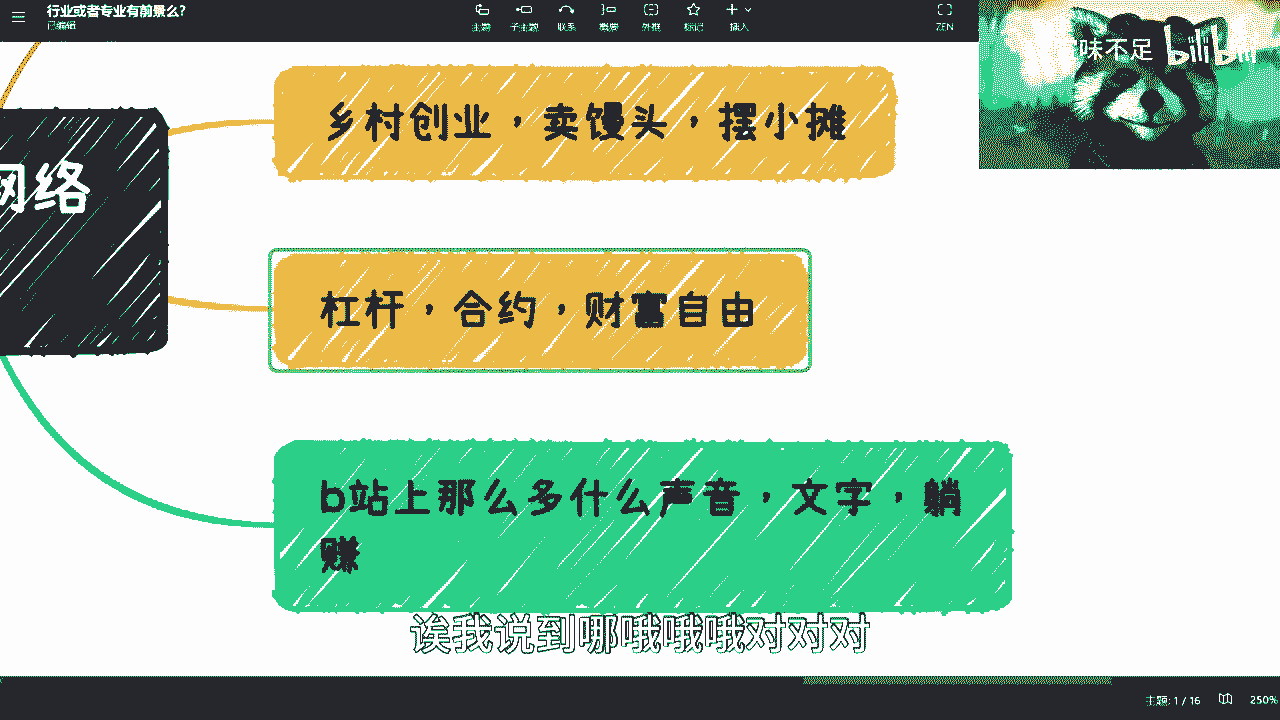 行业或者专业有前景么?
已编辑
主题
子主题
联系
概要
外框
标记
插入
ZEN
味不足 bilibili
乡村创业，卖馒头，摆小摊
网络
杠杆，合约，财富自由
b站上那么多什么声音，文字，躺
赚
诶我说到哪哦哦哦对对对
主题: 1 / 16
250%